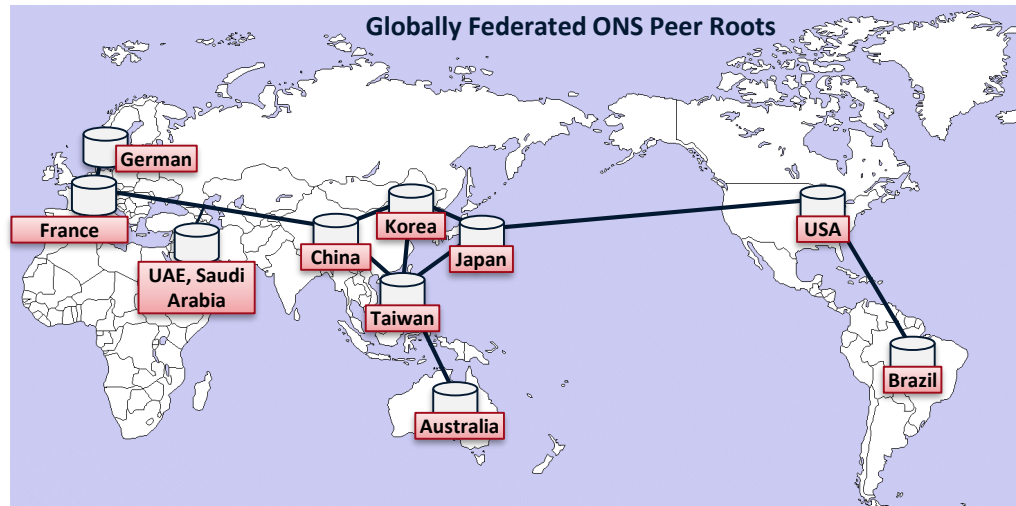 Globally Federated ONS Peer Roots
German
France
UAE, Saudi
Arabia
China
Korea
Japan
Taiwan
Australia
USA
Brazil